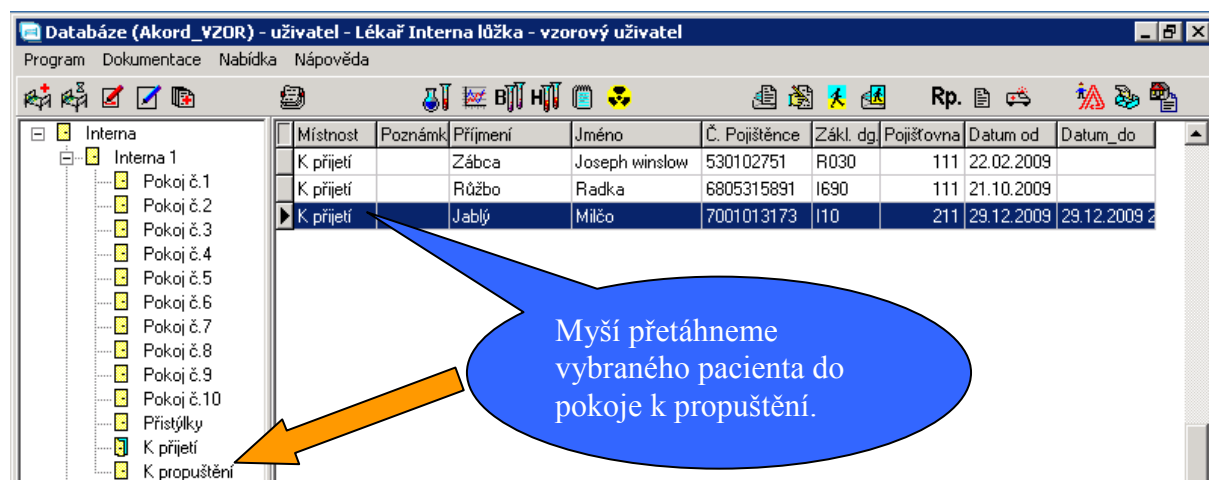 Databáze (Akord_VZOR) - uživatel - Lékař Interna lůžka - vzorový uživatel
Program Dokumentace Nabídka Nápověda
B H Rp.
Interna
Interna 1
Pokoj č.1
Pokoj č.2
Pokoj č.3
Pokoj č.4
Pokoj č.5
Pokoj č.6
Pokoj č.7
Pokoj č.8
Pokoj č.9
Pokoj č.10
Přistýlky
K přijetí
K propuštění
Místnost Poznámk Příjmení Jméno Č. Pojištěnce Zákl. dg. Pojišťovna Datum od Datum_do
K přijetí Zábca Joseph winslow 530102751 R030 111 22.02.2009
K přijetí Růžbo Radka 6805315891 I690 111 21.10.2009
K přijetí Jablý Milčo 7001013173 I10 211 29.12.2009 29.12.2009 2
Myší přetáhneme
vybraného pacienta do
pokoje k propuštění.